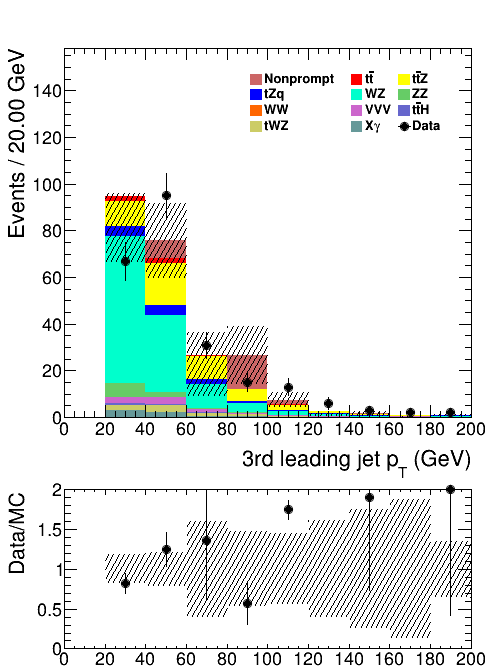 Events / 20.00 GeV
140
120
100
80
60
40
20
0
Nonprompt
tt̄
tt̄Z
tZq
WZ
ZZ
WW
VVV
tt̄H
tWZ
Xγ
Data
0 20 40 60 80 100 120 140 160 180 200
3rd leading jet p_T (GeV)
Data/MC
2
1.5
1
0.5
0
0 20 40 60 80 100 120 140 160 180 200